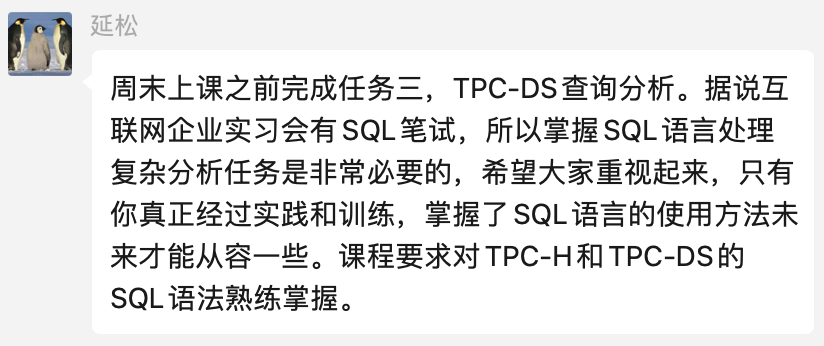 延松
周末上课之前完成任务三，TPC-DS查询分析。据说互
联网企业实习会有SQL笔试，所以掌握SQL语言处理
复杂分析任务是非常必要的，希望大家重视起来，只有
你真正经过实践和训练，掌握了SQL语言的使用方法未
来才能从容一些。课程要求对TPC-H和TPC-DS的
SQL语法熟练掌握。